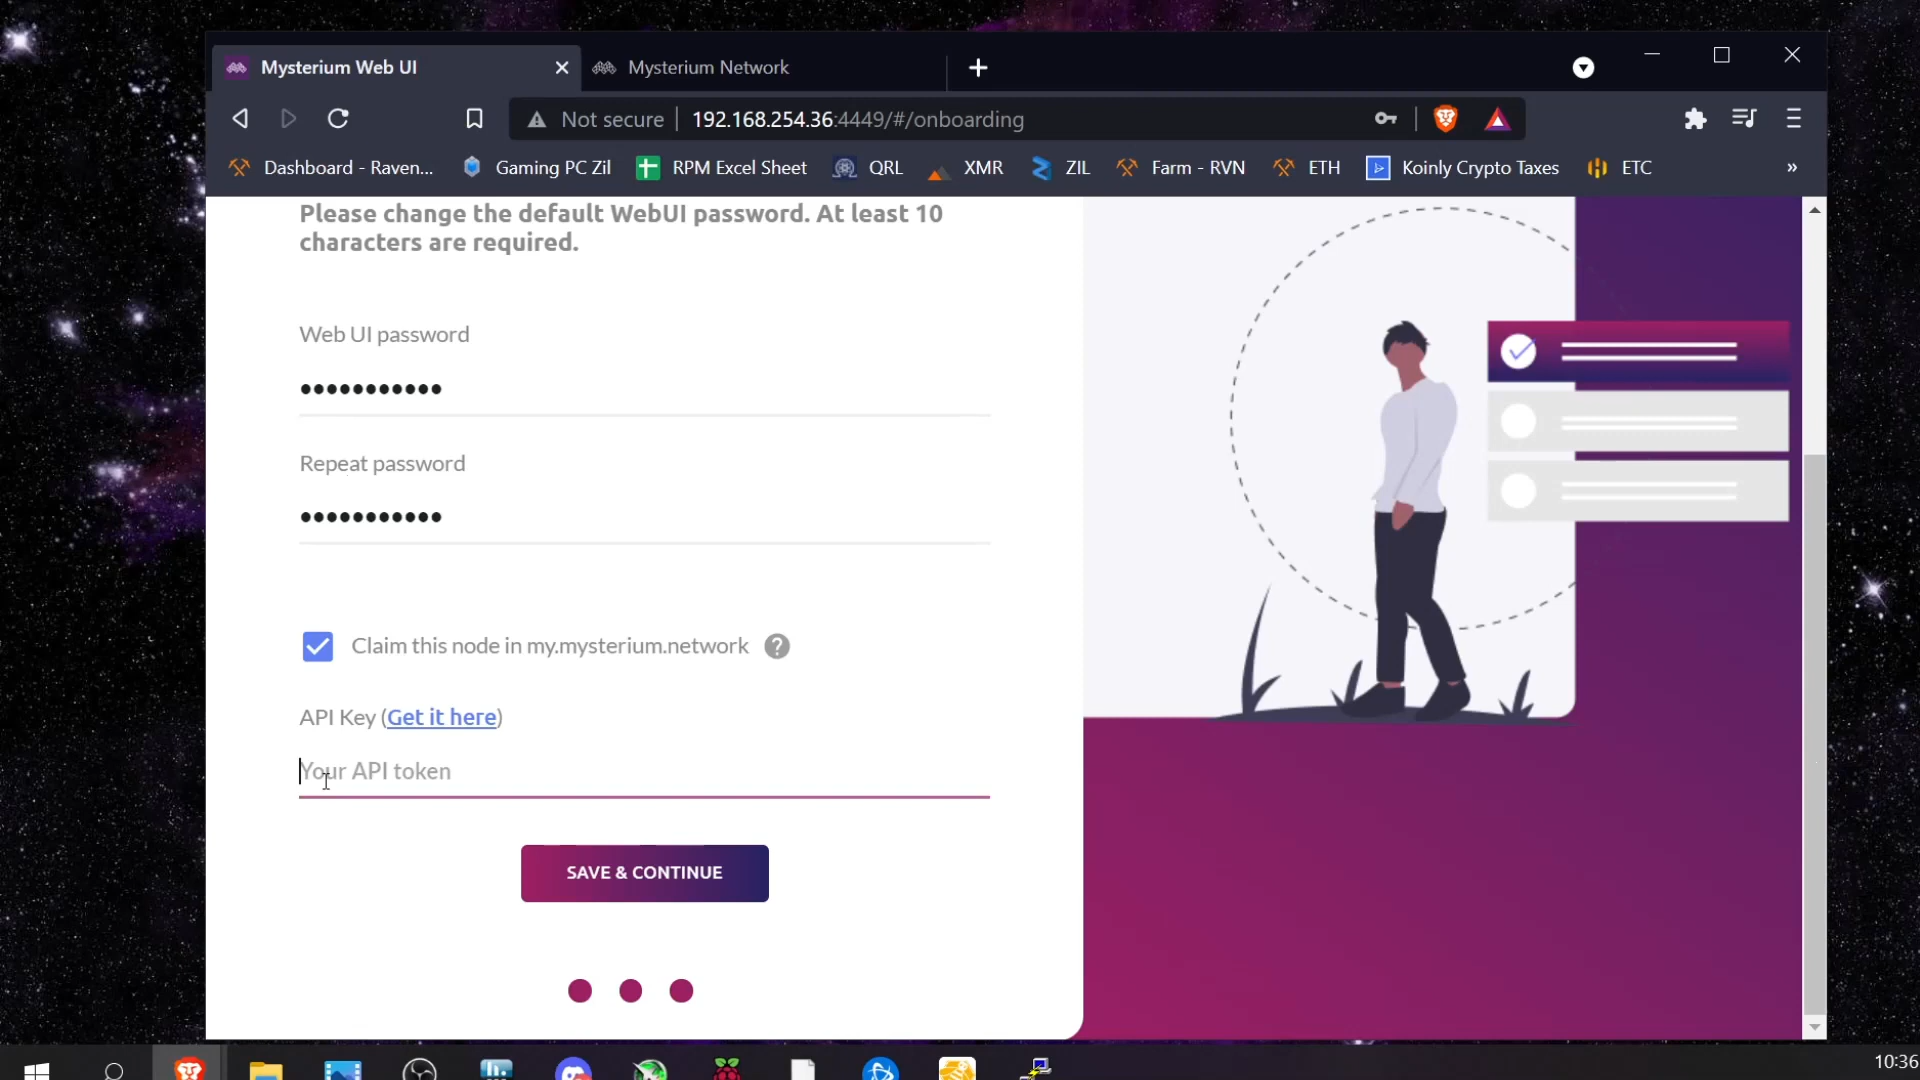 Mysterium Web UI
Mysterium Network
Not secure
192.168.254.36:4449/#/onboarding
Dashboard - Raven...
Gaming PC Zil
RPM Excel Sheet
QRL
XMR
ZIL
Farm - RVN
ETH
Koinly Crypto Taxes
ETC
»
Please change the default WebUI password. At least 10
characters are required.
Web UI password
•••••••••••
Repeat password
•••••••••••
Claim this node in my.mysterium.network ?
API Key (Get it here)
Your API token
SAVE & CONTINUE
10:36